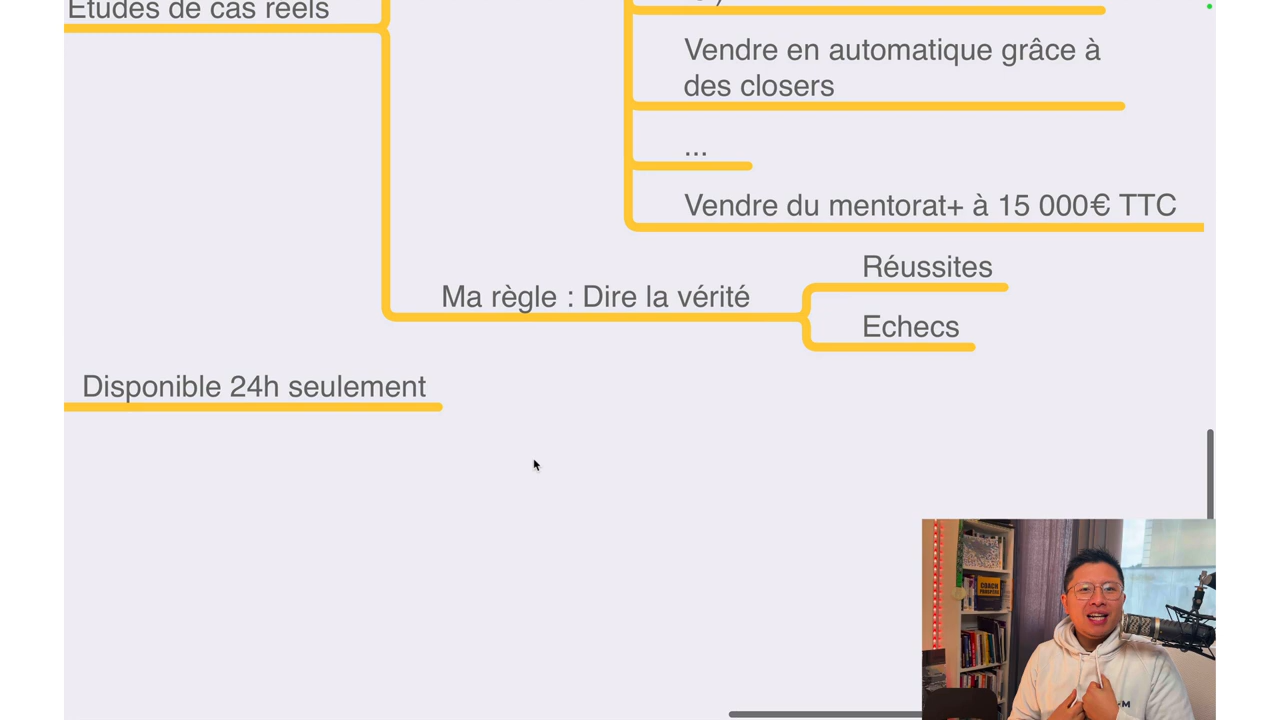 Etudes de cas réels
Vendre en automatique grâce à
des closers
...
Vendre du mentorat+ à 15 000€ TTC
Ma règle : Dire la vérité
Réussites
Echecs
Disponible 24h seulement
COACH